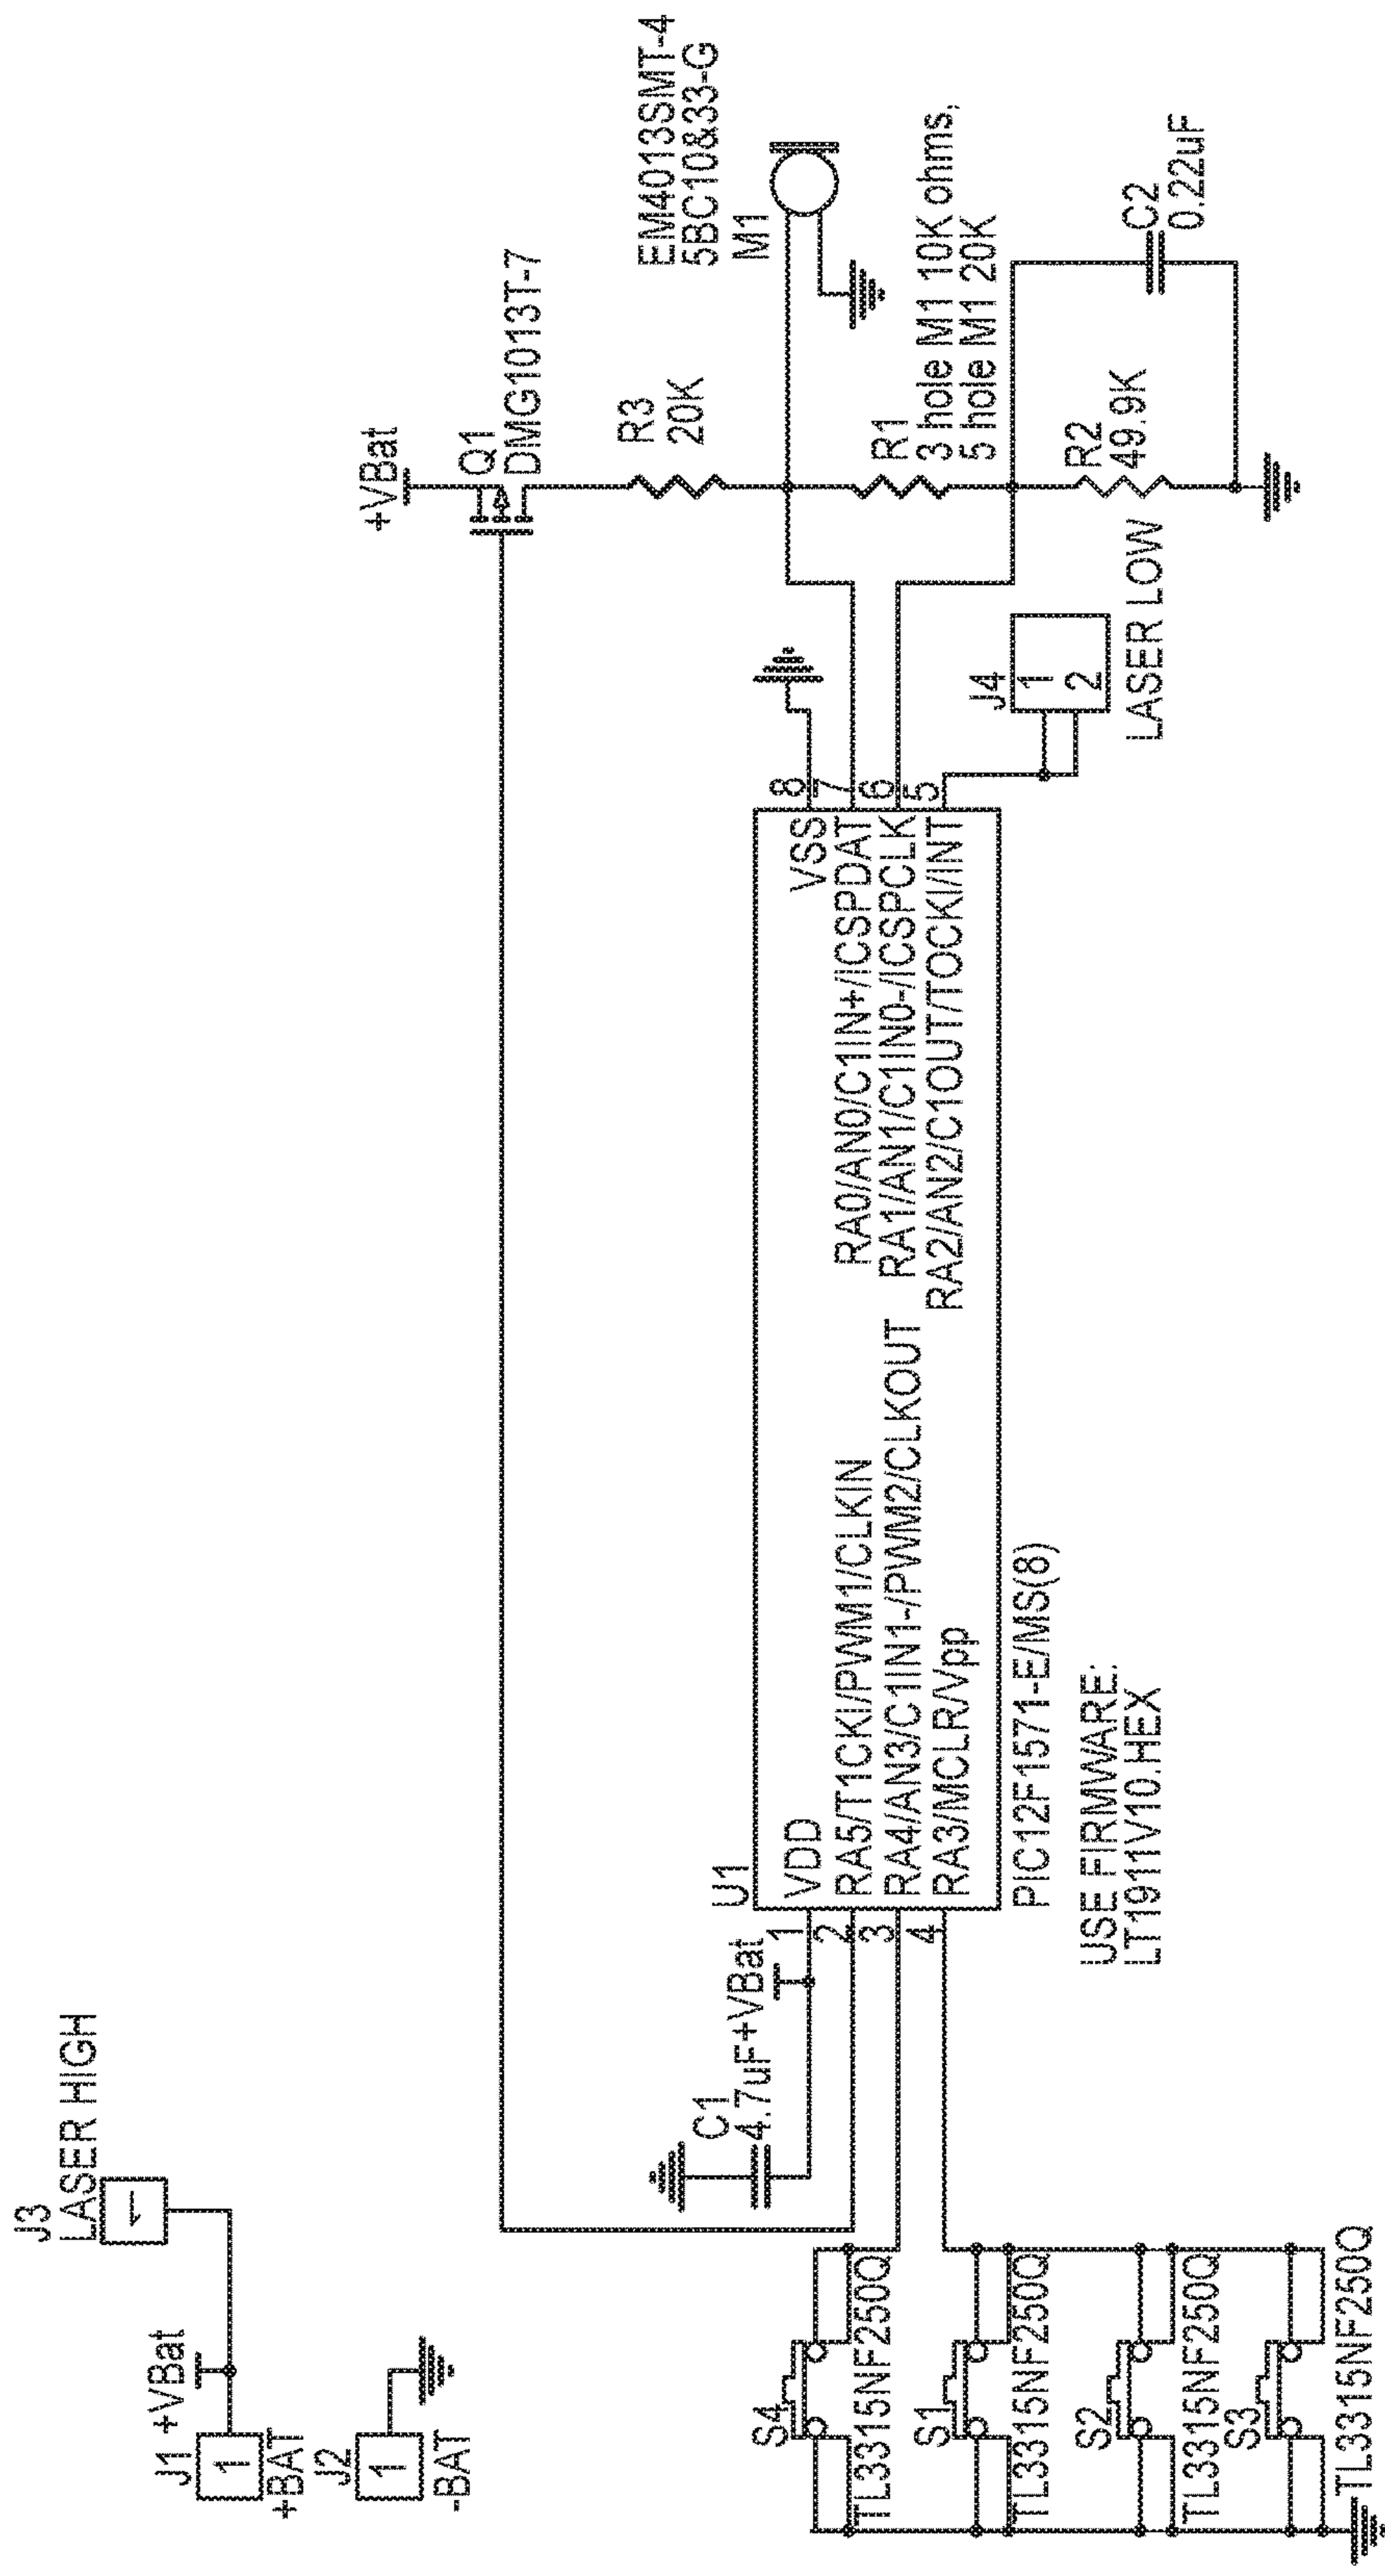 J3
LASER HIGH
1
+VBat
J1
1
+BAT
J2
1
-BAT
+VBat
Q1
DMG1013T-7
R3
20K
EM4013SMT-4
5BC10&33-G
M1
R1
3 hole M1 10K ohms,
5 hole M1 20K
R2
49.9K
C2
0.22uF
C1
4.7uF
+VBat
U1
1
2
3
4
VDD
RA5/T1CKI/PWM1/CLKIN
RA4/AN3/C1IN1-/PWM2/CLKOUT
RA3/MCLR/Vpp
VSS
RA0/AN0/C1IN+/ICSPDAT
RA1/AN1/C1IN0-/ICSPCLK
RA2/AN2/C1OUT/TOCKI/INT
8
7
6
5
PIC12F1571-E/MS(8)
USE FIRMWARE:
LT1911V10.HEX
J4
1
2
LASER LOW
S4
TL3315NF250Q
S1
TL3315NF250Q
S2
TL3315NF250Q
S3
TL3315NF250Q